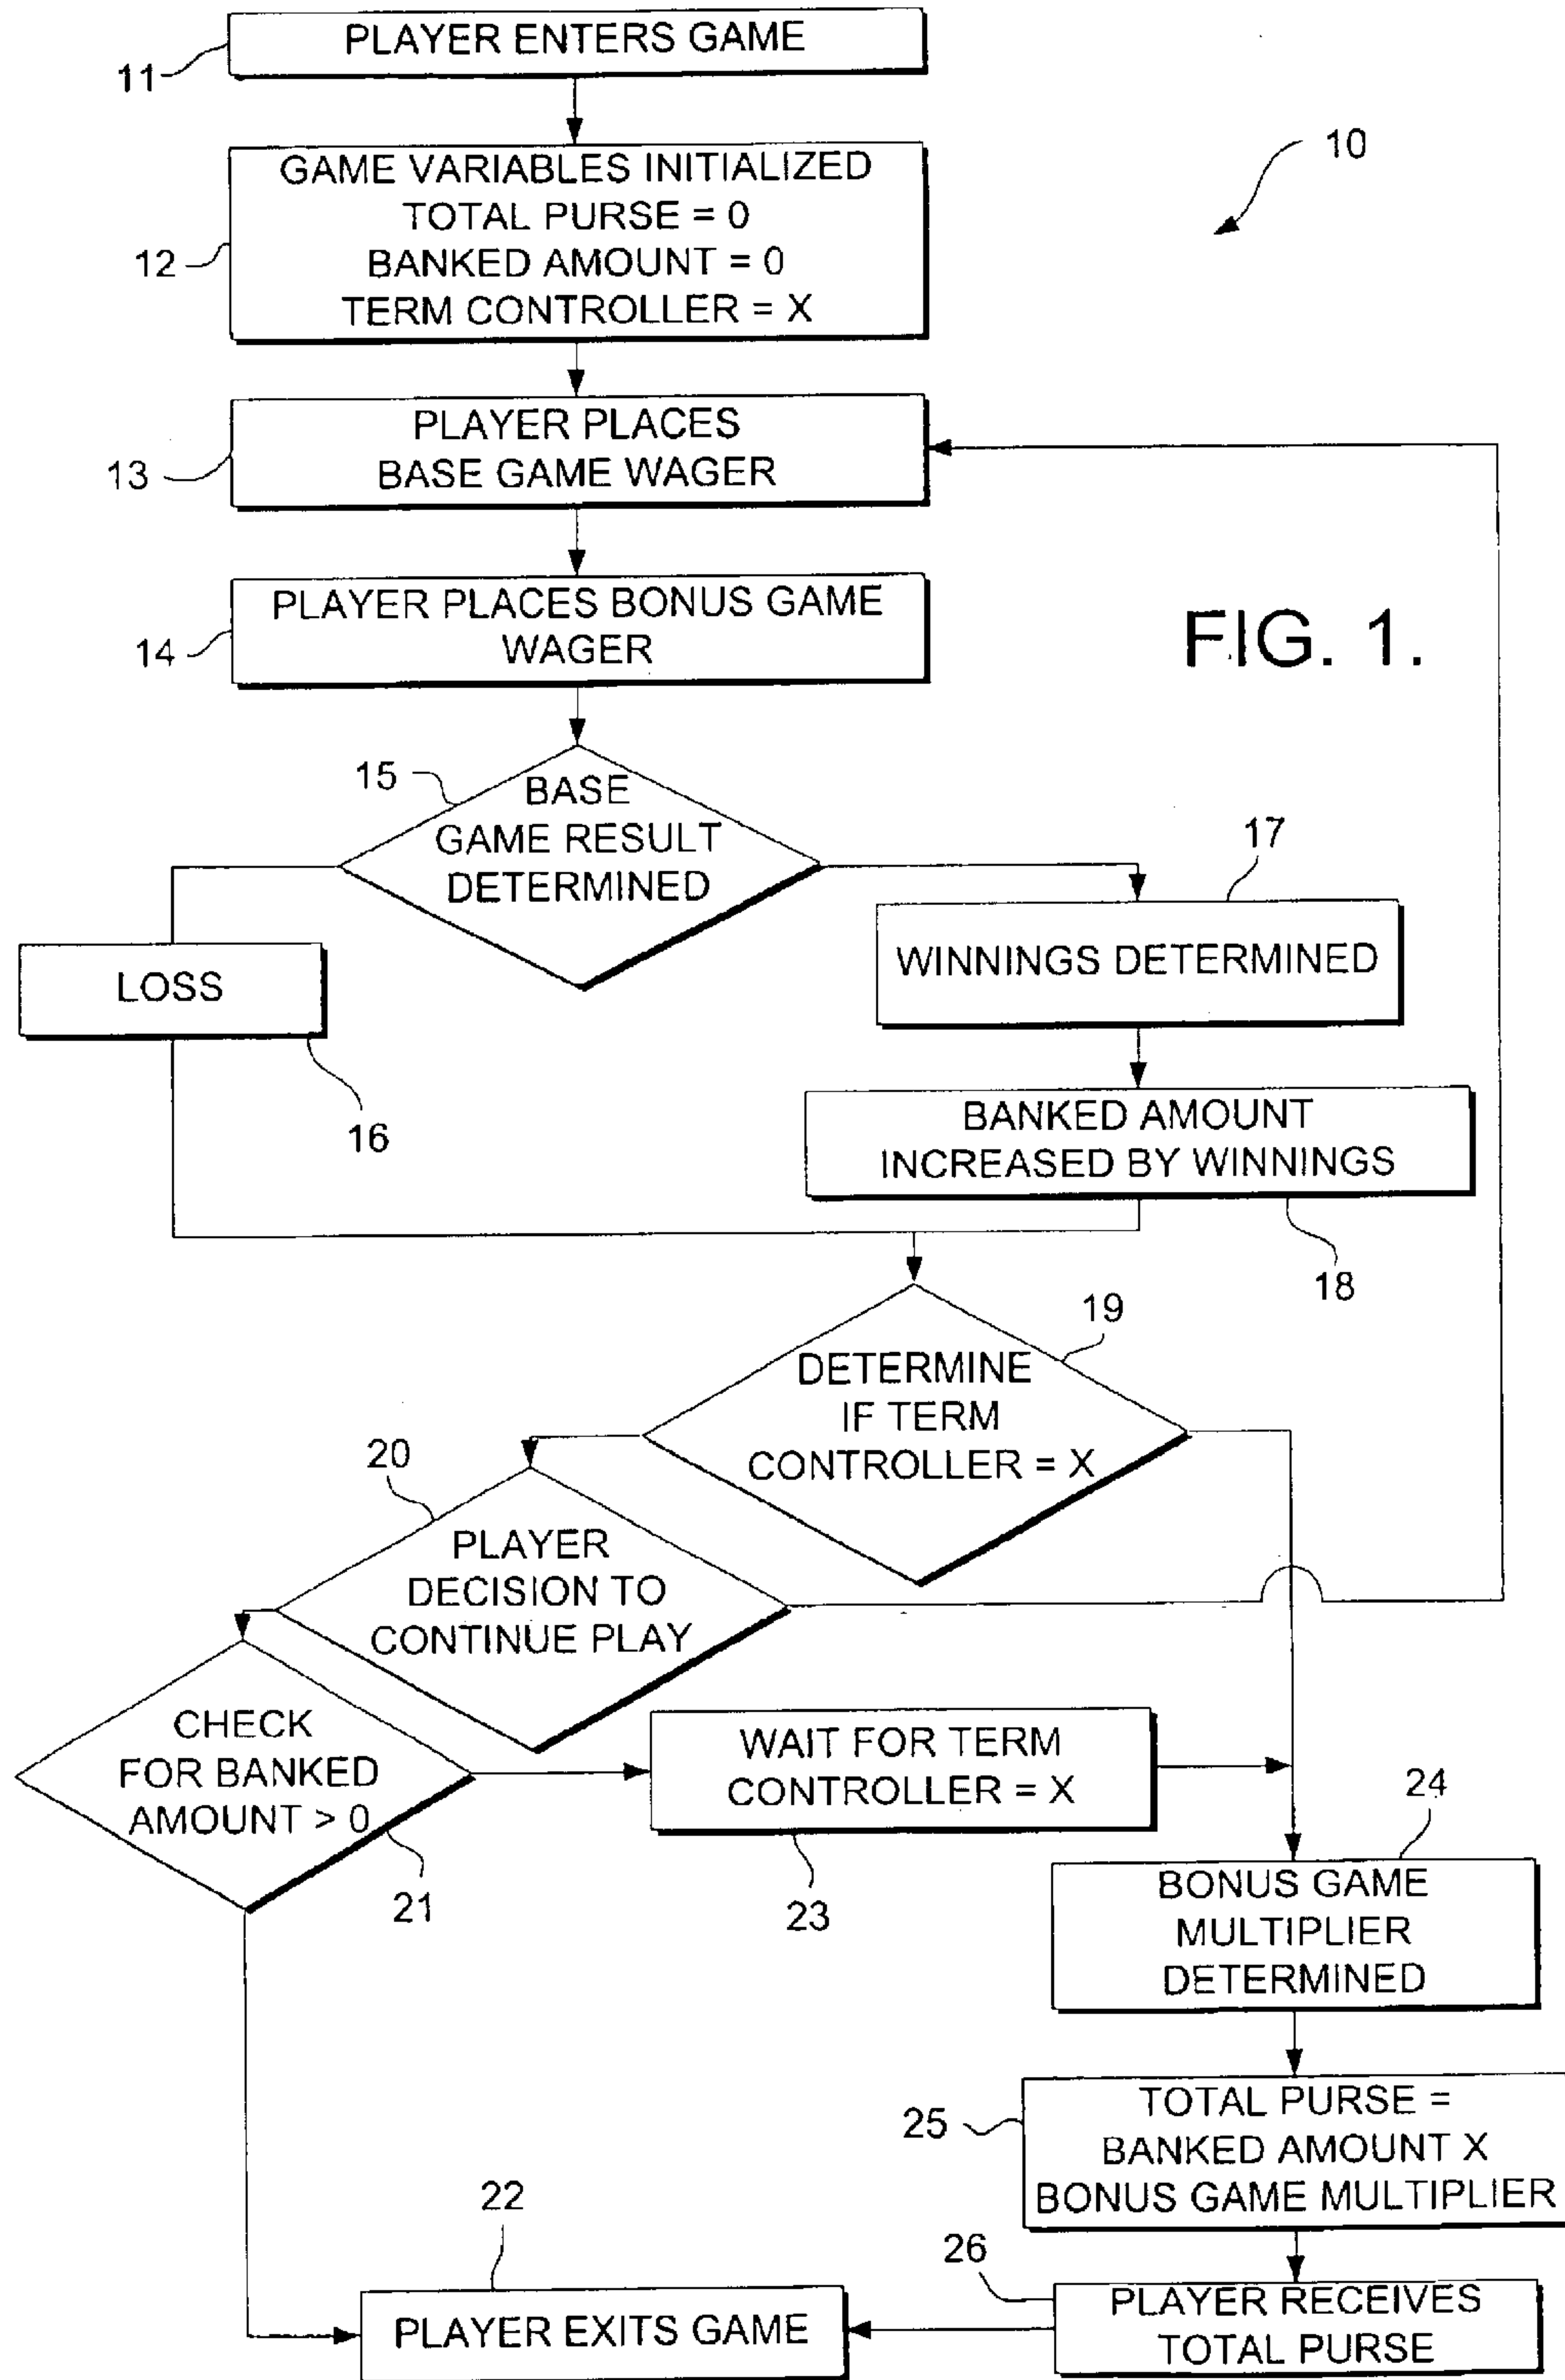 PLAYER ENTERS GAME
11
10
GAME VARIABLES INITIALIZED
TOTAL PURSE = 0
BANKED AMOUNT = 0
TERM CONTROLLER = X
12
PLAYER PLACES
BASE GAME WAGER
13
PLAYER PLACES BONUS GAME
WAGER
14
FIG. 1.
15
BASE
GAME RESULT
DETERMINED
17
WINNINGS DETERMINED
LOSS
16
BANKED AMOUNT
INCREASED BY WINNINGS
18
19
DETERMINE
IF TERM
CONTROLLER = X
20
PLAYER
DECISION TO
CONTINUE PLAY
CHECK
FOR BANKED
AMOUNT > 0
21
WAIT FOR TERM
CONTROLLER = X
23
24
BONUS GAME
MULTIPLIER
DETERMINED
25
TOTAL PURSE =
BANKED AMOUNT X
BONUS GAME MULTIPLIER
22
PLAYER EXITS GAME
26
PLAYER RECEIVES
TOTAL PURSE